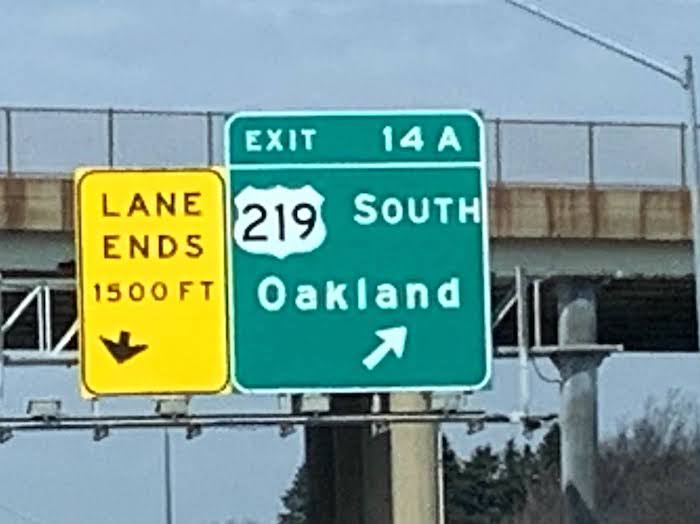 LANE
ENDS
1500 FT
EXIT 14 A
219 SOUTH
Oakland